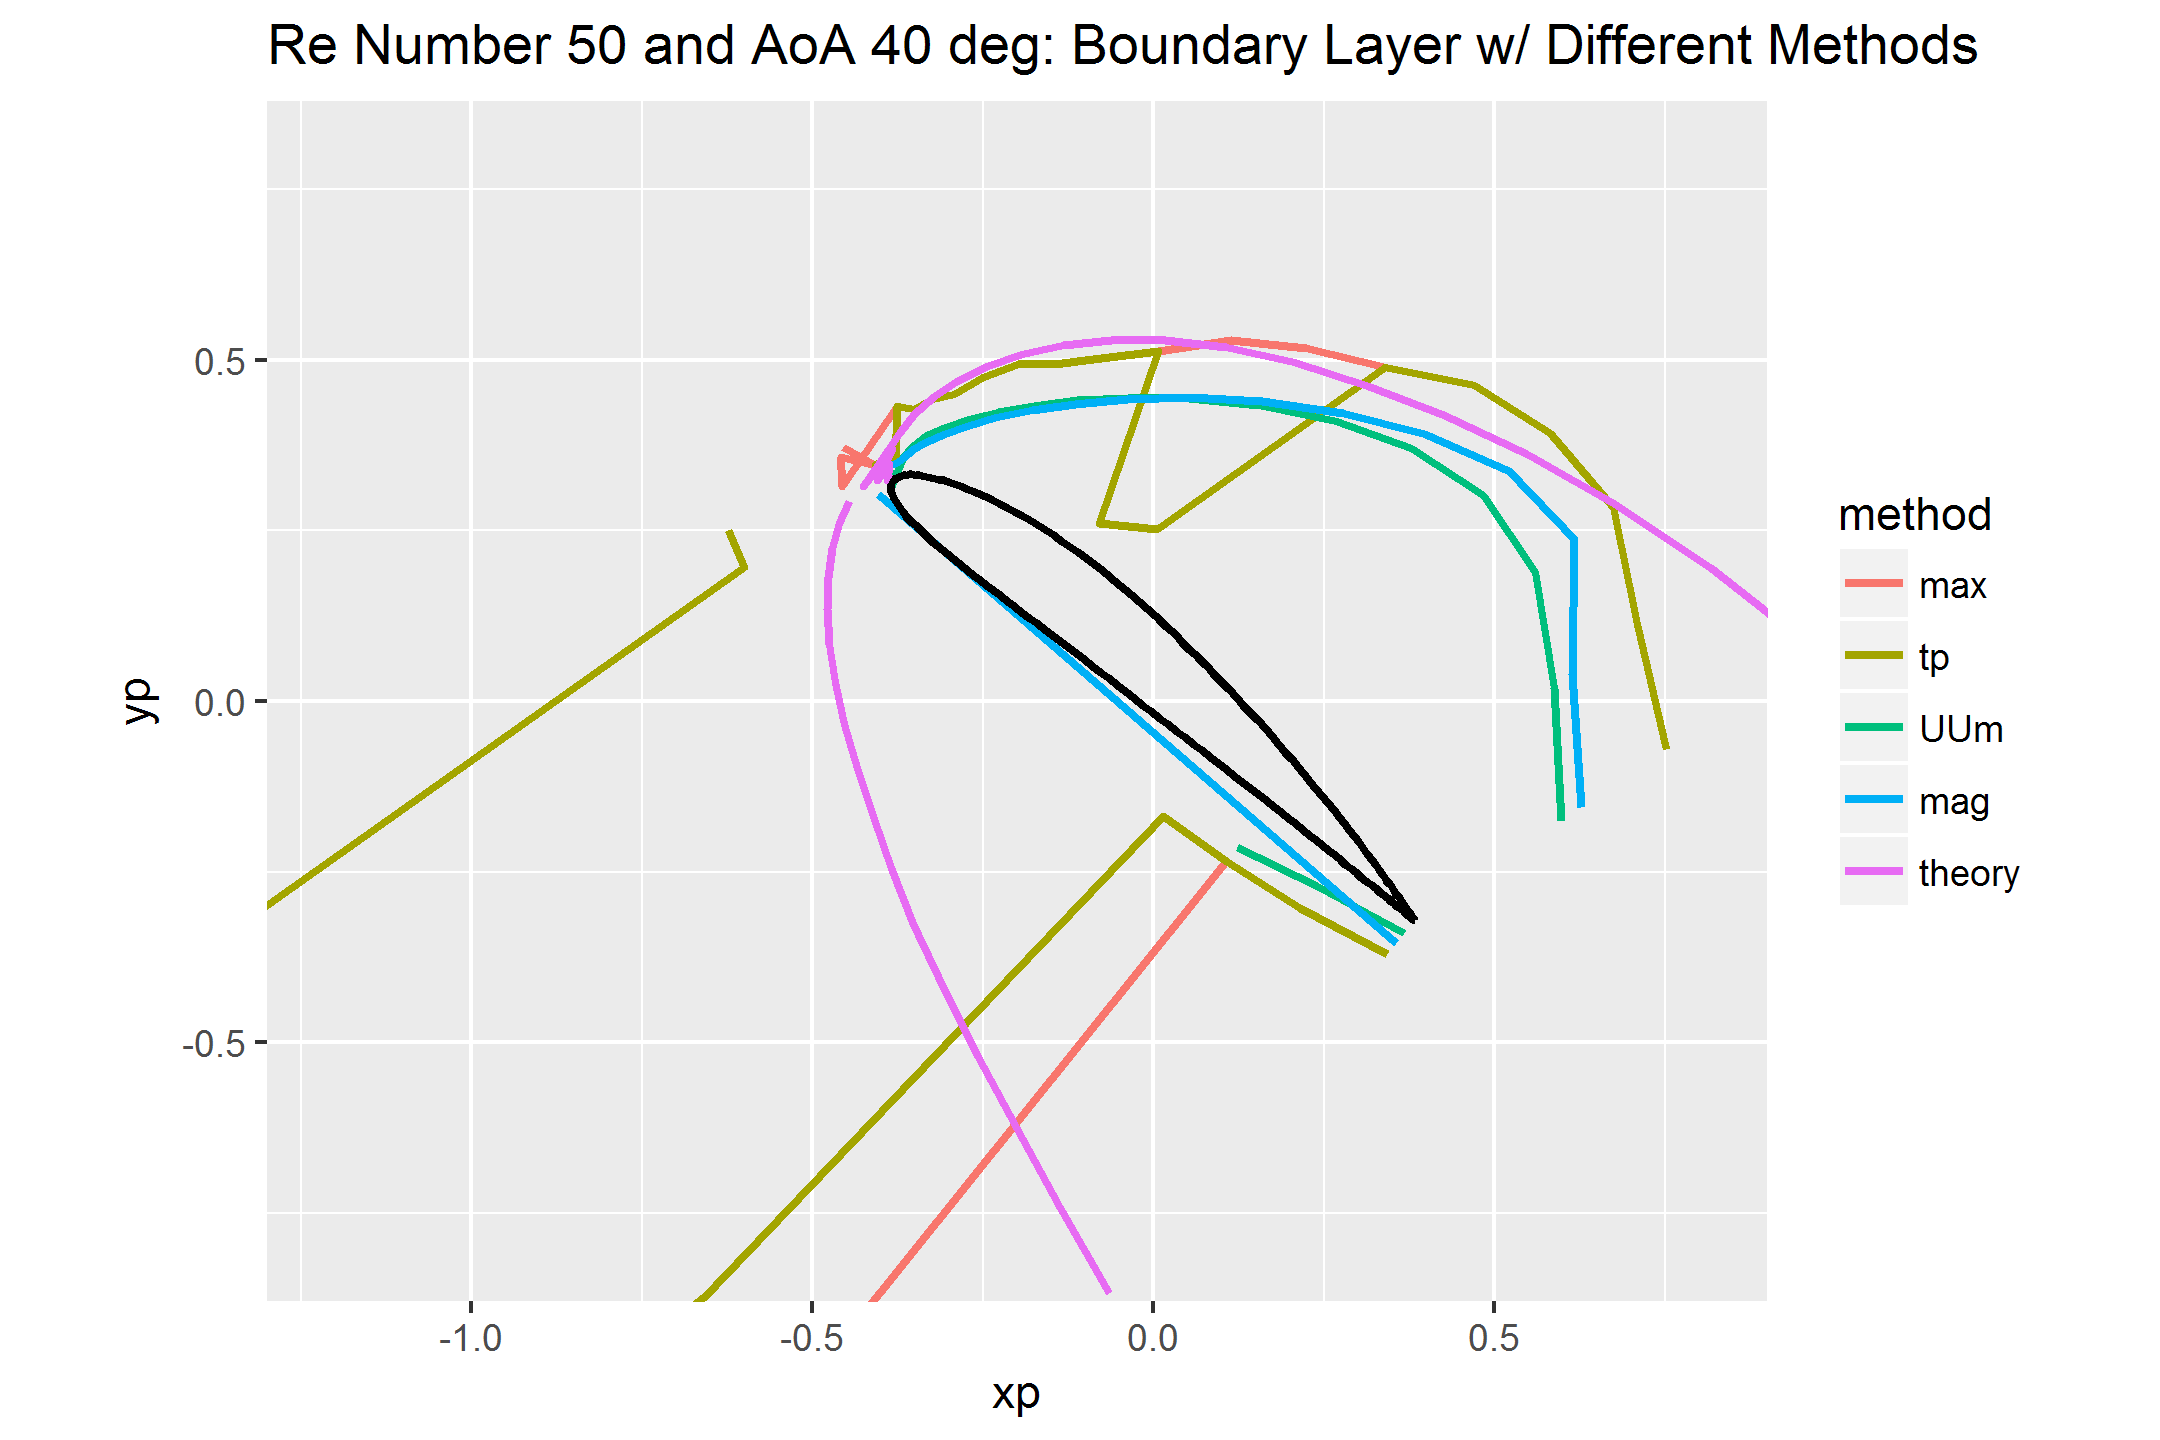 Re Number 50 and AoA 40 deg: Boundary Layer w/ Different Methods
yp
0.5
0.0
-0.5
-1.0
-0.5
0.0
0.5
xp
method
max
tp
UUm
mag
theory